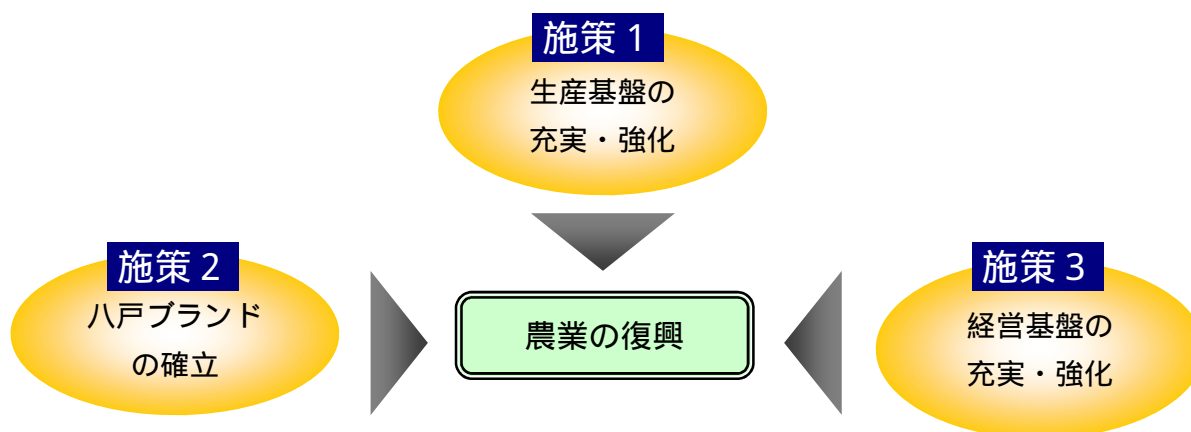 施策 1
生産基盤の
充実・強化
施策 2
八戸ブランド
の確立
農業の復興
施策 3
経営基盤の
充実・強化